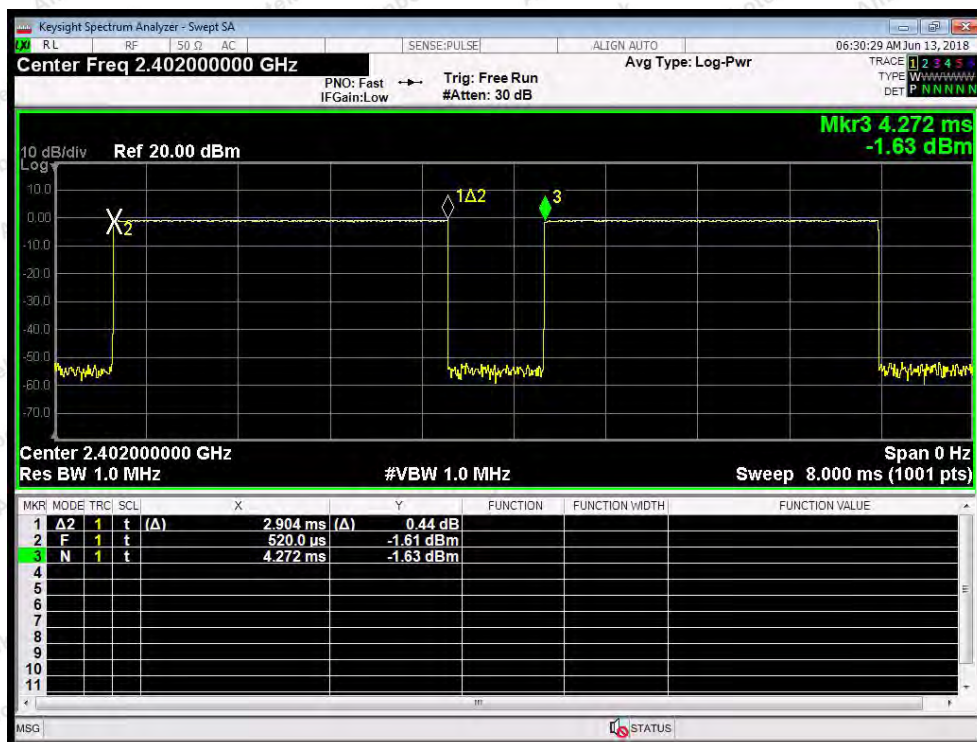 Keysight Spectrum Analyzer - Swept SA
RL RF 50 Ω AC SENSE:PULSE ALIGN AUTO 06:30:29 AM Jun 13, 2018
Center Freq 2.402000000 GHz
PNO: Fast
IFGain:Low
Trig: Free Run
#Atten: 30 dB
Avg Type: Log-Pwr
TRACE 1 2 3 4 5 6
TYPE WWWWWW
DET P N N N N N
Mkr3 4.272 ms
-1.63 dBm
10 dB/div Ref 20.00 dBm
Log
10.0
0.00
-10.0
-20.0
-30.0
-40.0
-50.0
-60.0
-70.0
2
1Δ2
3
Center 2.402000000 GHz Span 0 Hz
Res BW 1.0 MHz #VBW 1.0 MHz Sweep 8.000 ms (1001 pts)
MKR MODE TRC SCL X Y FUNCTION FUNCTION WIDTH FUNCTION VALUE
1 Δ2 1 t (Δ) 2.904 ms (Δ) 0.44 dB
2 F 1 t 520.0 µs -1.61 dBm
3 N 1 t 4.272 ms -1.63 dBm
4
5
6
7
8
9
10
11
MSG STATUS